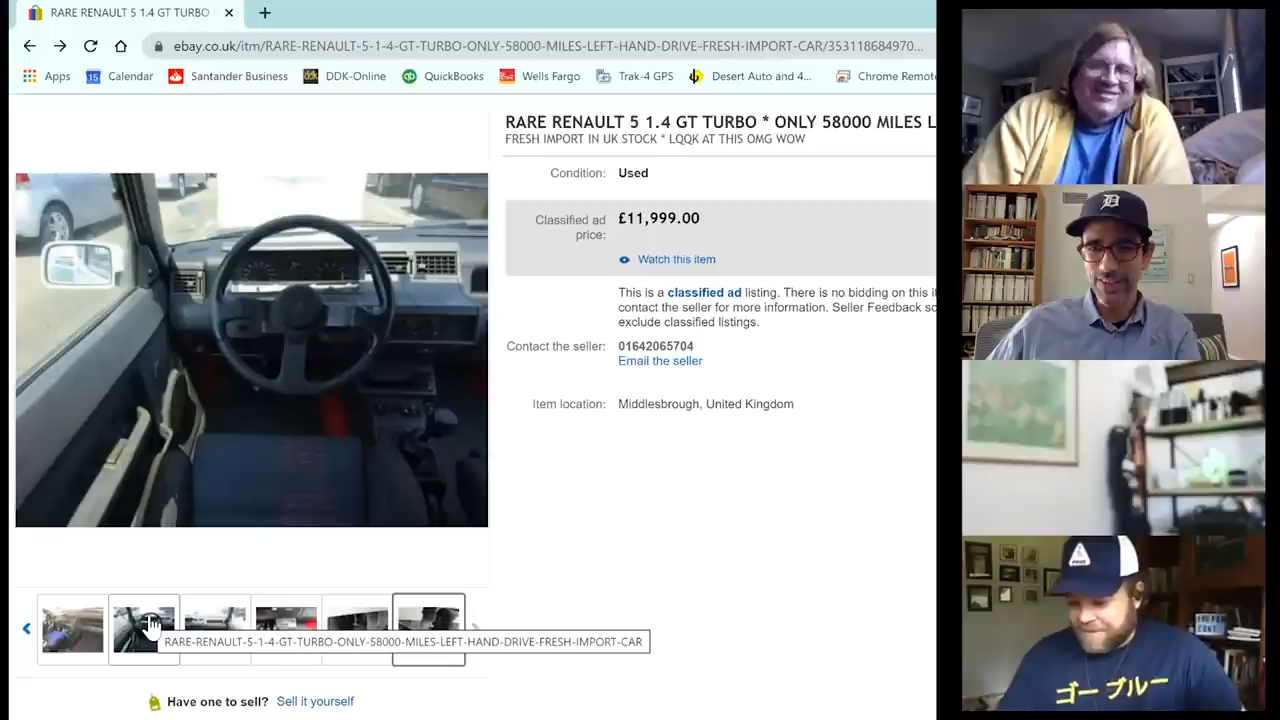 RARE RENAULT 5 1.4 GT TURBO
ebay.co.uk/itm/RARE-RENAULT-5-1-4-GT-TURBO-ONLY-58000-MILES-LEFT-HAND-DRIVE-FRESH-IMPORT-CAR/353118684970...
Apps
15 Calendar
Santander Business
ddk DDK-Online
qb QuickBooks
Wells Fargo
Trak-4 GPS
Desert Auto and 4...
Chrome Remot
RARE RENAULT 5 1.4 GT TURBO * ONLY 58000 MILES L
FRESH IMPORT IN UK STOCK * LQQK AT THIS OMG WOW
Condition: Used
Classified ad price: £11,999.00
Watch this item
This is a classified ad listing. There is no bidding on this
contact the seller for more information. Seller Feedback
exclude classified listings.
Contact the seller: 01642065704
Email the seller
Item location: Middlesbrough, United Kingdom
RARE-RENAULT-5-1-4-GT-TURBO-ONLY-58000-MILES-LEFT-HAND-DRIVE-FRESH-IMPORT-CAR
Have one to sell? Sell it yourself
D
ゴー ブルー